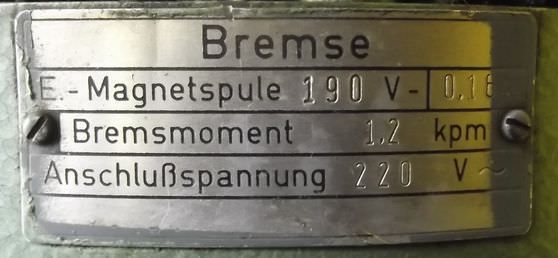 Bremse
E.-Magnetspule 190 V- 0.18
Bremsmoment 1,2 kpm
Anschlußspannung 220 V ~